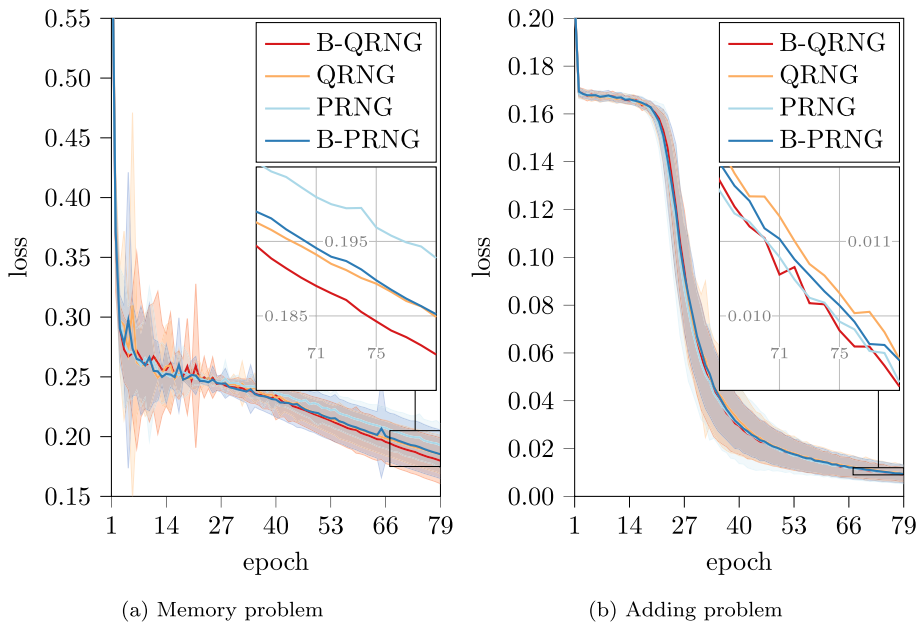 0.55
0.50
0.45
0.40
0.35
0.30
0.25
0.20
0.15
loss
1 14 27 40 53 66 79
epoch
B-QRNG
QRNG
PRNG
B-PRNG
0.195
0.185
71 75
(a) Memory problem
0.20
0.18
0.16
0.14
0.12
0.10
0.08
0.06
0.04
0.02
0.00
loss
1 14 27 40 53 66 79
epoch
B-QRNG
QRNG
PRNG
B-PRNG
0.011
0.010
71 75
(b) Adding problem